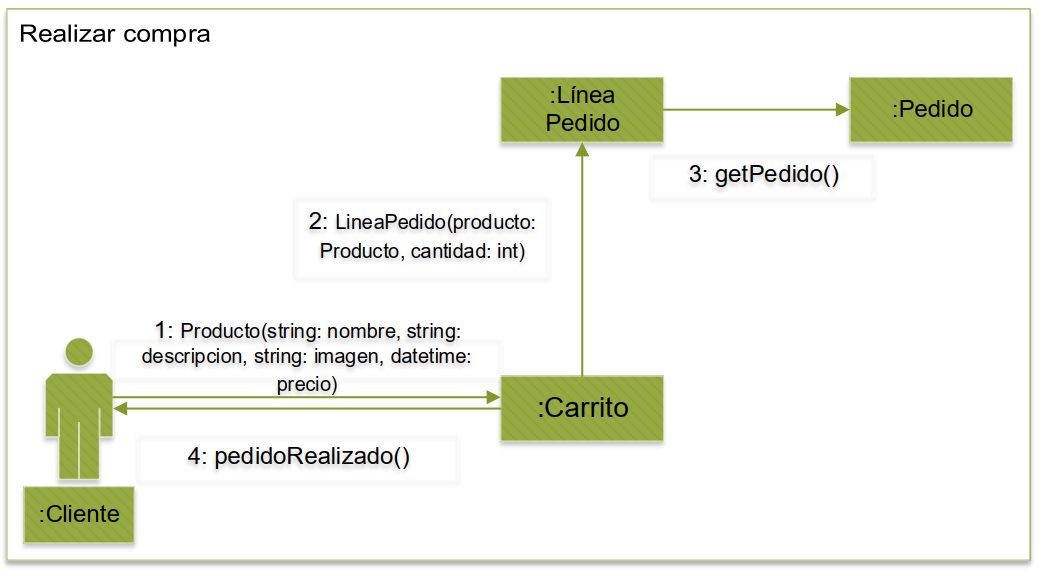 Realizar compra
:Línea
Pedido
:Pedido
3: getPedido()
2: LineaPedido(producto:
Producto, cantidad: int)
1: Producto(string: nombre, string:
descripcion, string: imagen, datetime:
precio)
:Carrito
4: pedidoRealizado()
:Cliente